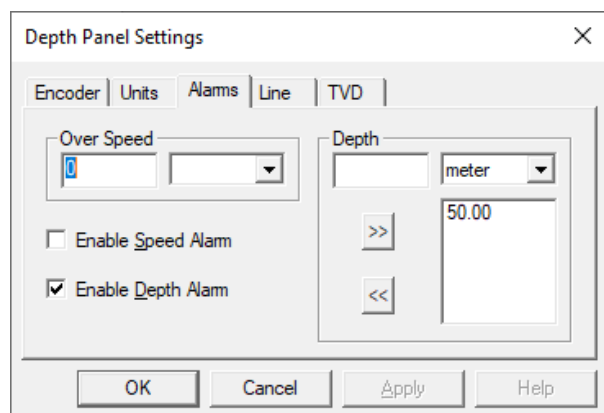 Depth Panel Settings
Encoder Units Alarms Line TVD
Over Speed
0
Depth
meter
50.00
>>
<<
Enable Speed Alarm
Enable Depth Alarm
OK Cancel Apply Help